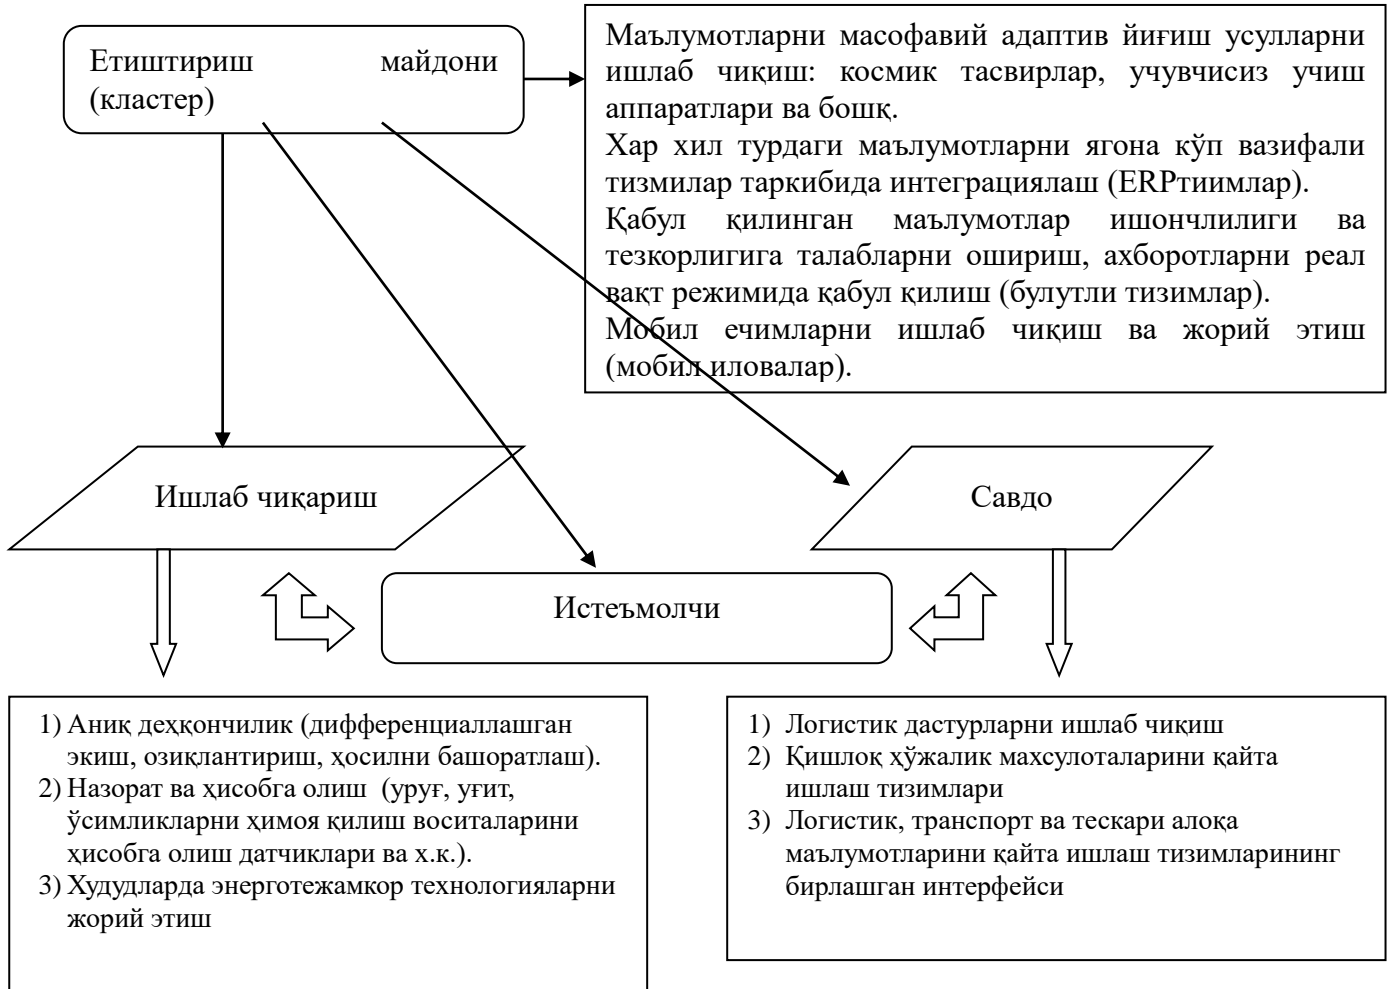 Етиштириш майдони
(кластер)
Маълумотларни масофавий адаптив йиғиш усулларни
ишлаб чиқиш: космик тасвирлар, учувчисиз учиш
аппаратлари ва бошқ.
Хар хил турдаги маълумотларни ягона кўп вазифали
тизмилар таркибида интеграциялаш (ERPтиимлар).
Қабул қилинган маълумотлар ишончлилиги ва
тезкорлигига талабларни ошириш, ахборотларни реал
вақт режимида қабул қилиш (булутли тизимлар).
Мобил ечимларни ишлаб чиқиш ва жорий этиш
(мобил иловалар).
Ишлаб чиқариш
Савдо
Истеъмолчи
1) Аниқ деҳқончилик (дифференциаллашган
экиш, озиқлантириш, ҳосилни башоратлаш).
2) Назорат ва ҳисобга олиш (уруғ, уғит,
ўсимликларни ҳимоя қилиш воситаларини
ҳисобга олиш датчиклари ва х.к.).
3) Худудларда энерготежамкор технологияларни
жорий этиш
1) Логистик дастурларни ишлаб чиқиш
2) Қишлоқ ҳўжалик махсулоталарини қайта
ишлаш тизимлари
3) Логистик, транспорт ва тескари алоқа
маълумотларини қайта ишлаш тизимларининг
бирлашган интерфейси